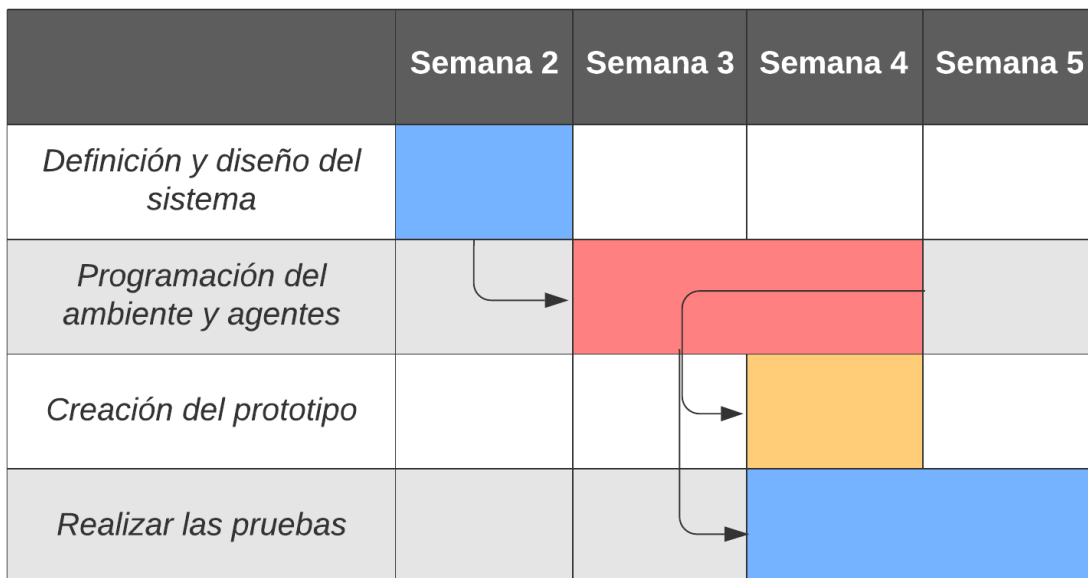 Semana 2
Semana 3
Semana 4
Semana 5
Definición y diseño del
sistema
Programación del
ambiente y agentes
Creación del prototipo
Realizar las pruebas